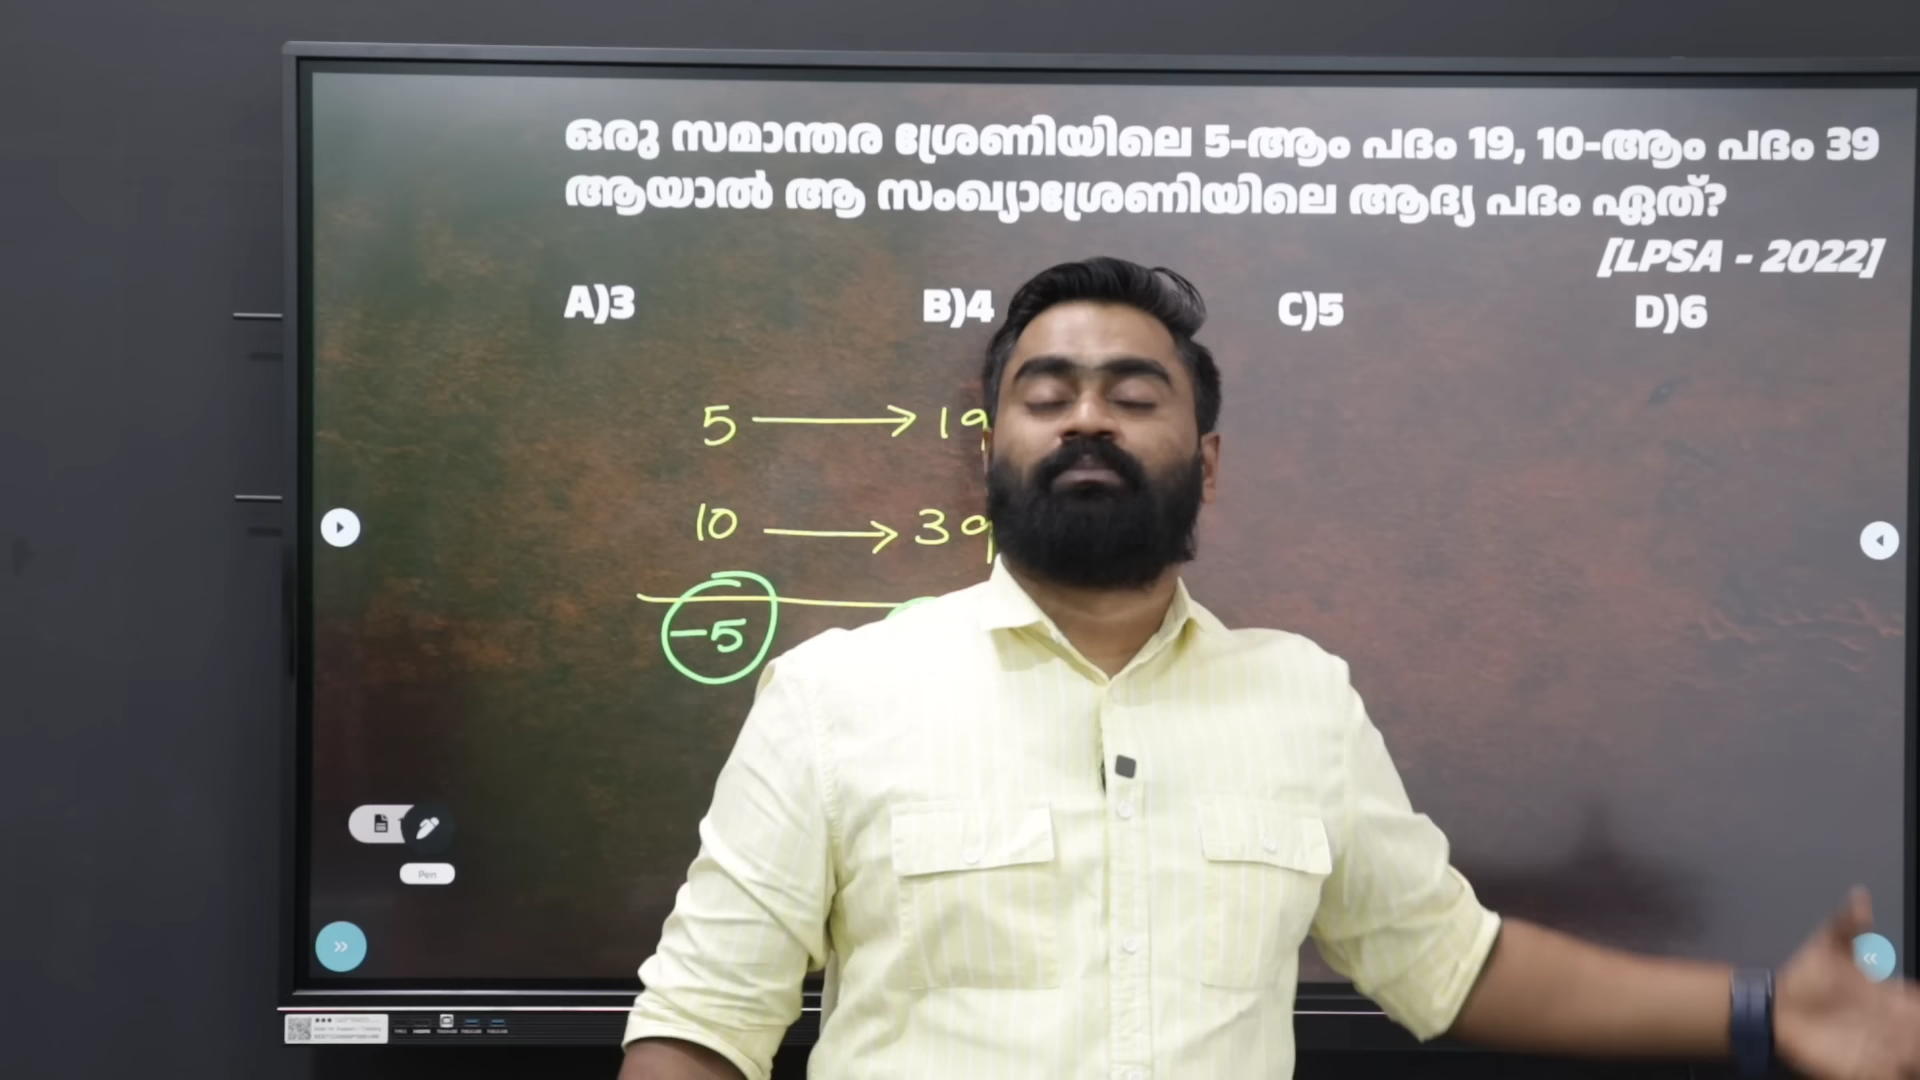 ഒരു സമാന്തര ശ്രേണിയിലെ 5-ആം പദം 19, 10-ആം പദം 39
ആയാൽ ആ സംഖ്യാശ്രേണിയിലെ ആദ്യ പദം ഏത്?
[LPSA - 2022]
A)3 B)4 C)5 D)6
5 → 19
10 → 39
-5
Pen